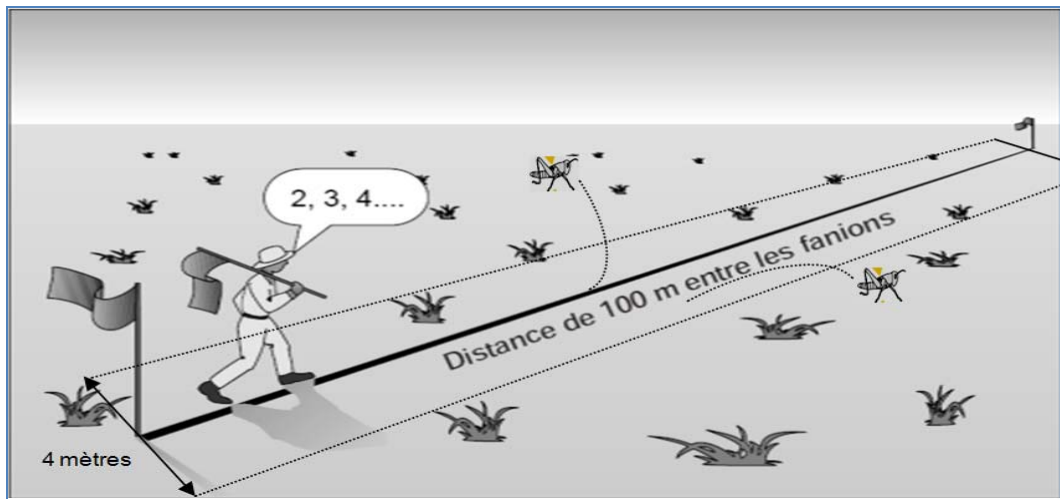 2, 3, 4....
Distance de 100 m entre les fanions
4 mètres